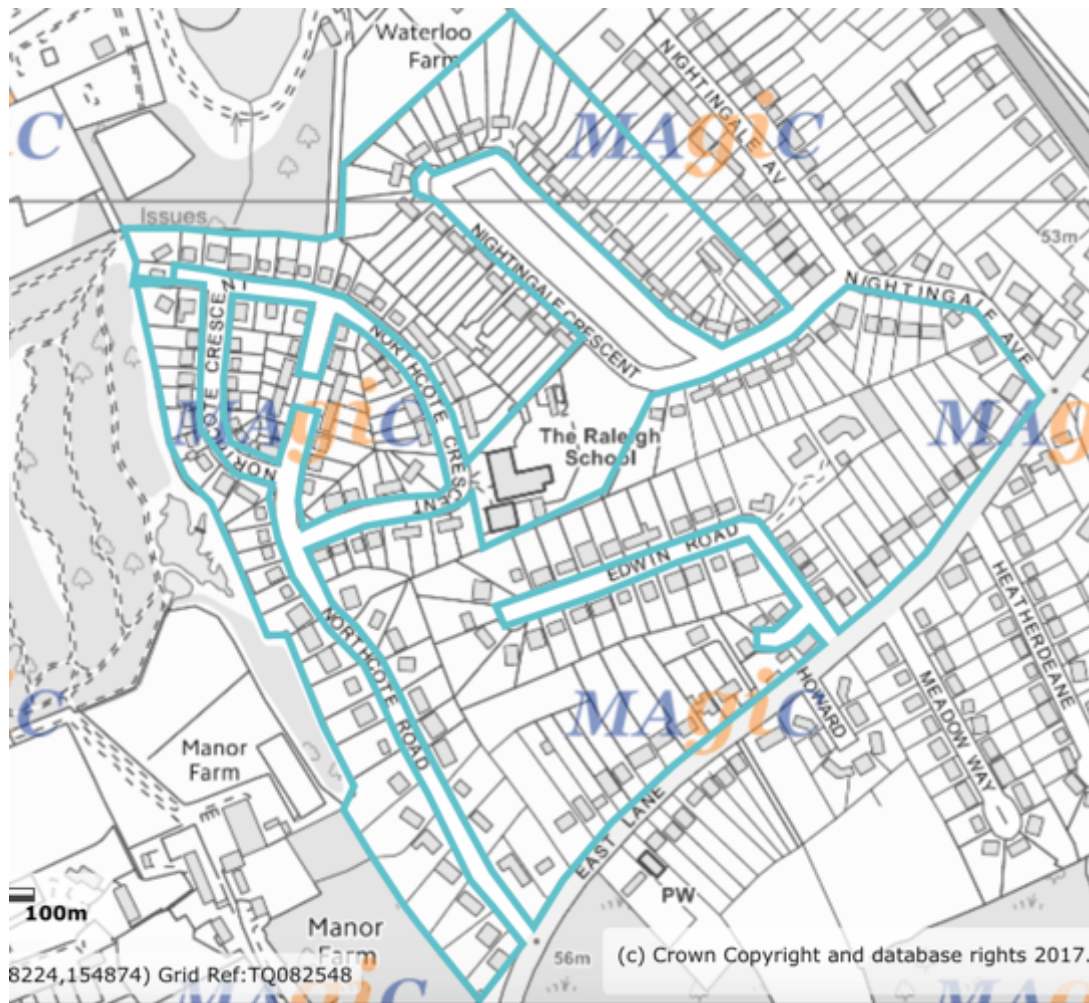 Waterloo
Farm
NIGHTINGALE AV
MAgiC
C
MAgiC
Issues
53m
NIGHTINGALE CRESCENT
NIGHTINGALE AVE
NORTHCOTE CRESCENT
NORTHCOTE CRESCENT
MAgiC
MAg
The Raleigh
School
EDWIN ROAD
HEATHERDEANE
NORTHCOTE ROAD
MAgiC
HOWARD
MEADOW WAY
C
Manor
Farm
EAST LANE
PW
100m
Manor
Farm
56m
8224,154874) Grid Ref:TQ082548
(c) Crown Copyright and database rights 2017.
MAgiC